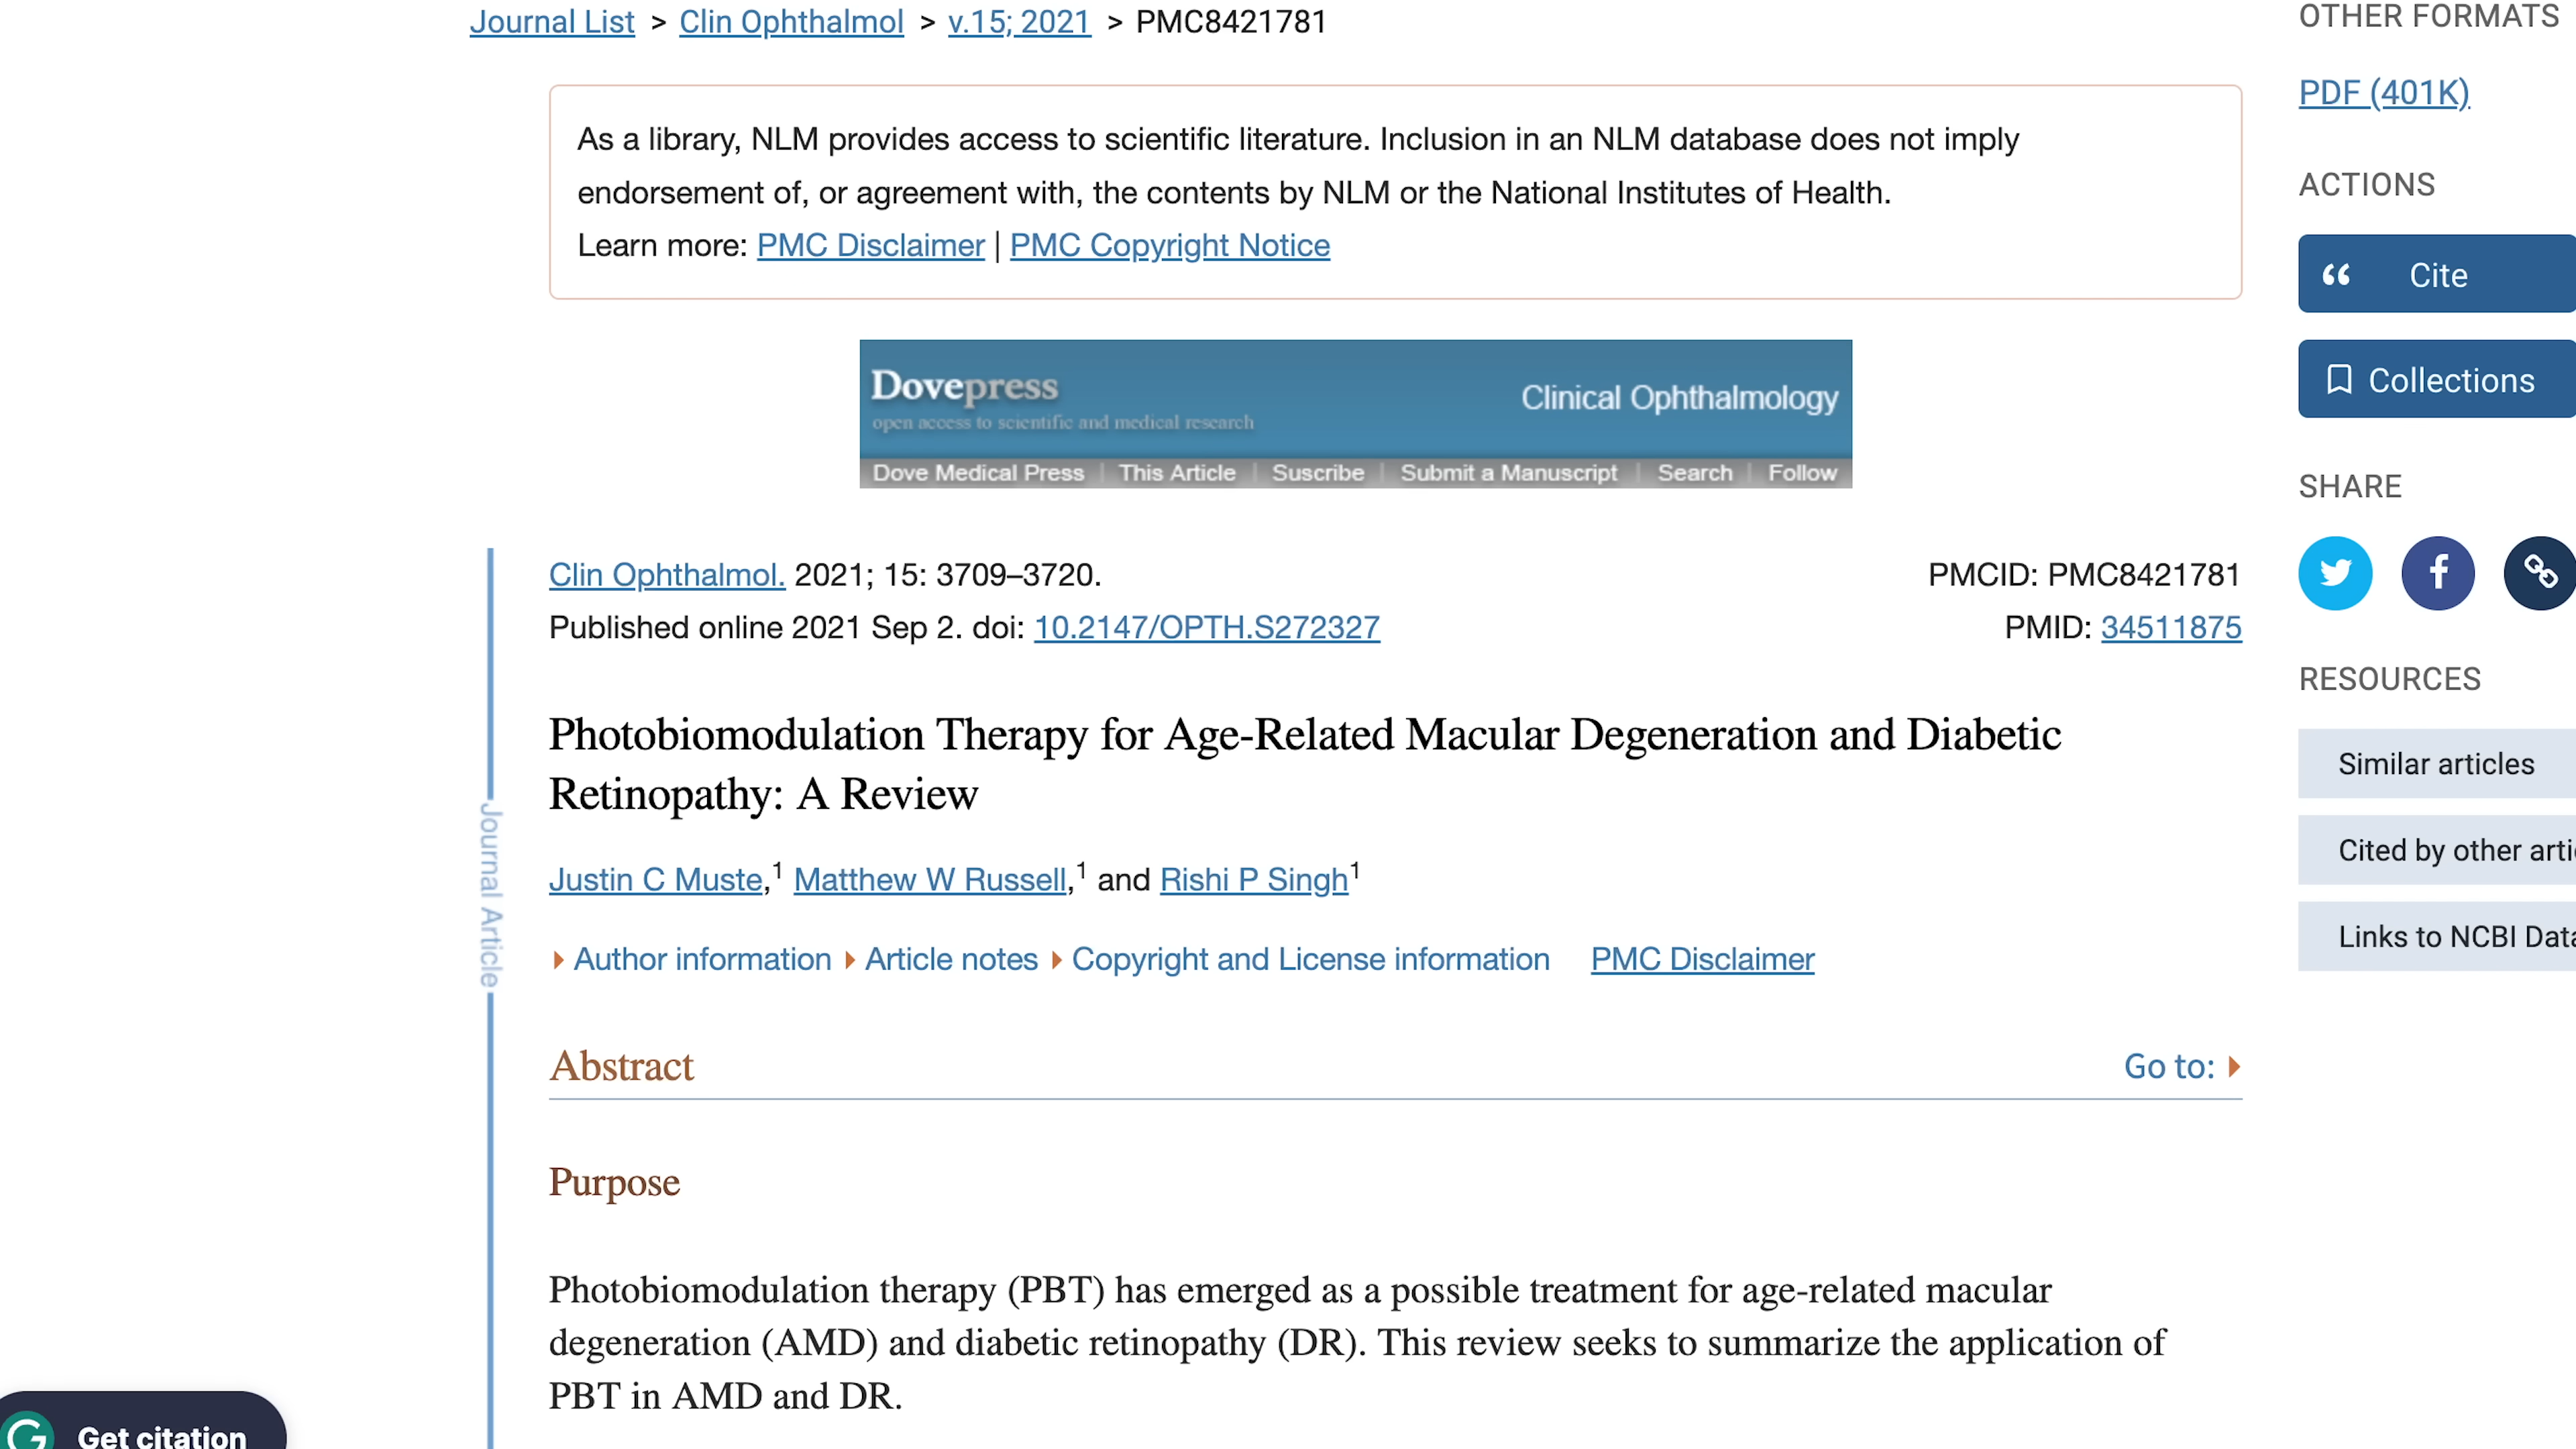 Journal List > Clin Ophthalmol > v.15; 2021 > PMC8421781
As a library, NLM provides access to scientific literature. Inclusion in an NLM database does not imply
endorsement of, or agreement with, the contents by NLM or the National Institutes of Health.
Learn more: PMC Disclaimer | PMC Copyright Notice
Dovepress
open access to scientific and medical research
Clinical Ophthalmology
Dove Medical Press | This Article | Suscribe | Submit a Manuscript | Search | Follow
Clin Ophthalmol. 2021; 15: 3709–3720.
PMCID: PMC8421781
Published online 2021 Sep 2. doi: 10.2147/OPTH.S272327
PMID: 34511875
Photobiomodulation Therapy for Age-Related Macular Degeneration and Diabetic
Retinopathy: A Review
Justin C Muste,1 Matthew W Russell,1 and Rishi P Singh1
Author information Article notes Copyright and License information PMC Disclaimer
Journal Article
Abstract
Go to:
Purpose
Photobiomodulation therapy (PBT) has emerged as a possible treatment for age-related macular
degeneration (AMD) and diabetic retinopathy (DR). This review seeks to summarize the application of
PBT in AMD and DR.
Get citation
OTHER FORMATS
PDF (401K)
ACTIONS
Cite
Collections
SHARE
RESOURCES
Similar articles
Cited by other arti
Links to NCBI Data